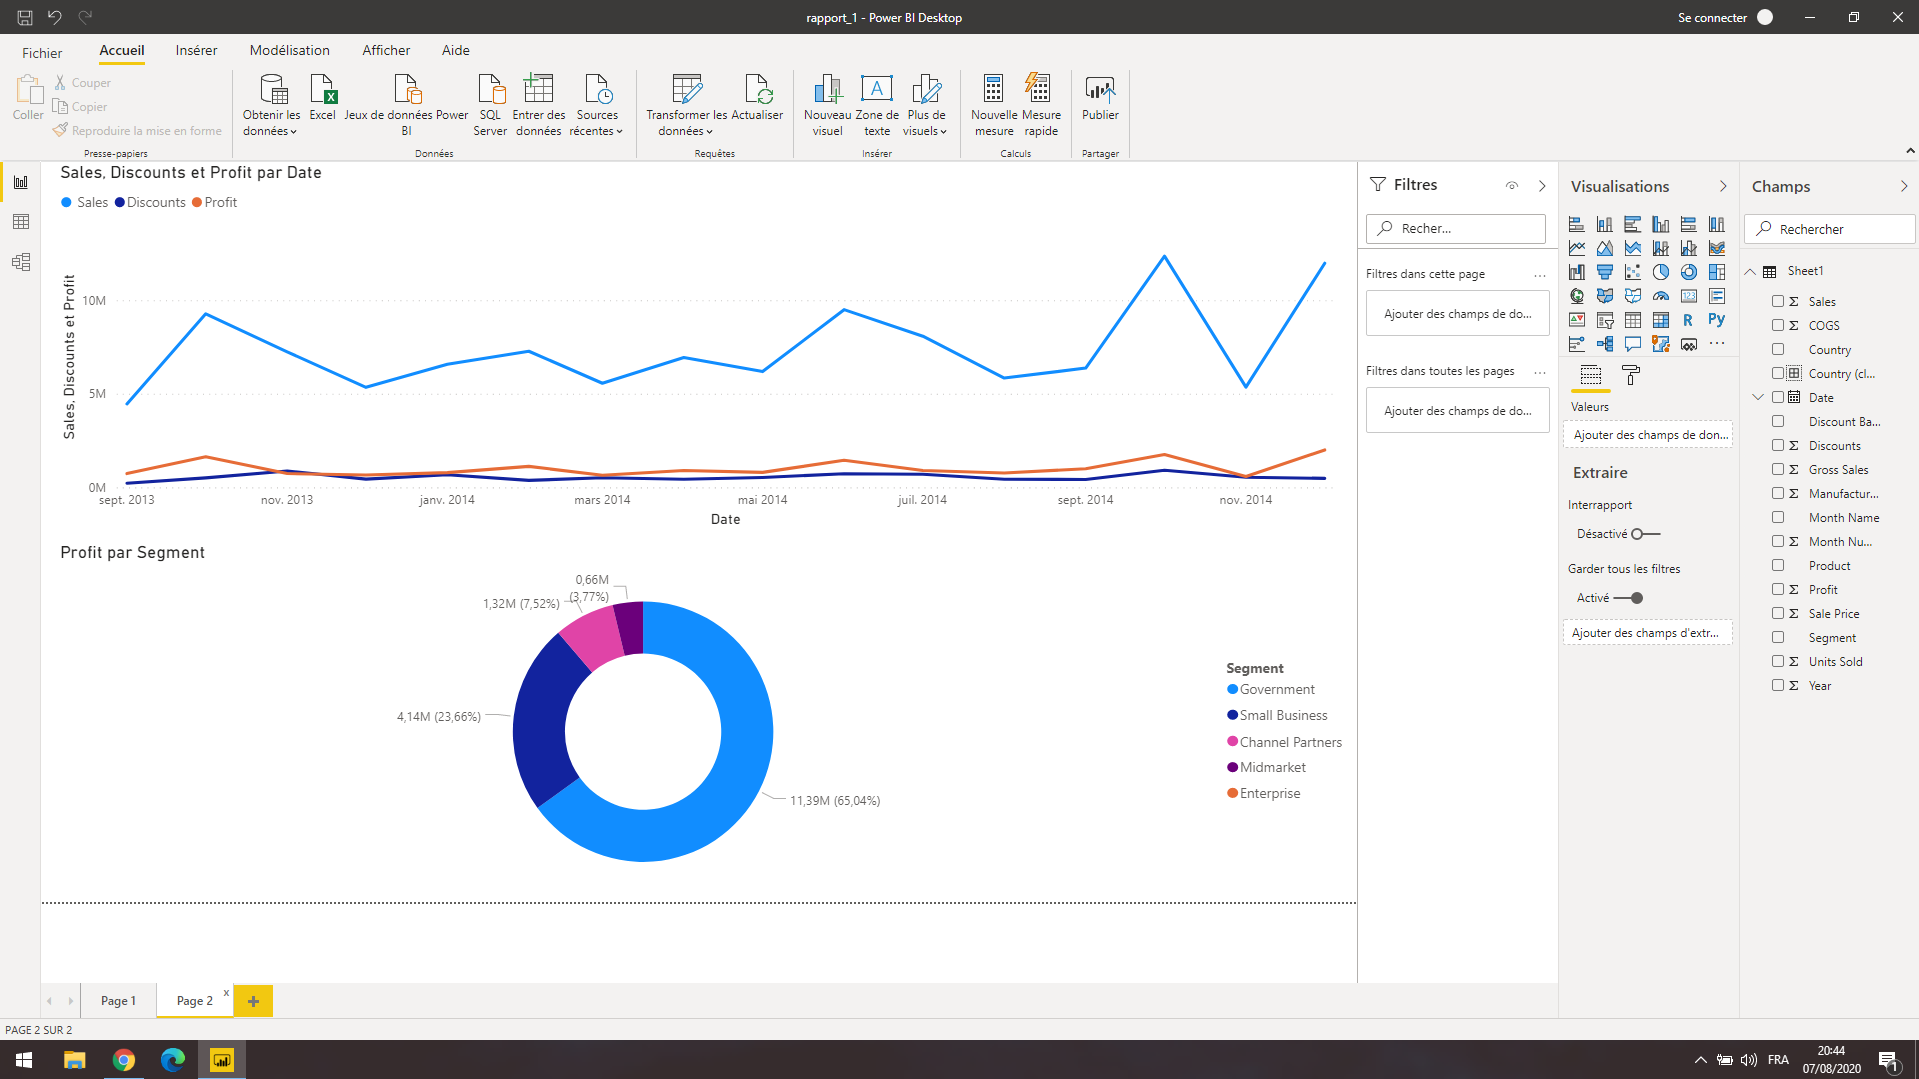 rapport_1 - Power BI Desktop
Se connecter
Fichier
Accueil
Insérer
Modélisation
Afficher
Aide
Coller
Couper
Copier
Reproduire la mise en forme
Presse-papiers
Obtenir les
données
Excel
Jeux de données Power
BI
SQL
Server
Entrer des
données
Sources
récentes
Données
Transformer les
données
Actualiser
Requêtes
Nouveau
visuel
A
Zone de
texte
Plus de
visuels
Insérer
Nouvelle
mesure
Mesure
rapide
Calculs
Publier
Partager
Sales, Discounts et Profit par Date
Sales
Discounts
Profit
Sales, Discounts et Profit
10M
5M
0M
sept. 2013
nov. 2013
janv. 2014
mars 2014
mai 2014
juil. 2014
sept. 2014
nov. 2014
Date
Profit par Segment
0,66M
(3,77%)
1,32M (7,52%)
4,14M (23,66%)
11,39M (65,04%)
Segment
Government
Small Business
Channel Partners
Midmarket
Enterprise
Filtres
Recher...
Filtres dans cette page
...
Ajouter des champs de do...
Filtres dans toutes les pages
...
Ajouter des champs de do...
Visualisations
123
R
Py
...
Valeurs
Ajouter des champs de don...
Extraire
Interrapport
Désactivé
Garder tous les filtres
Activé
Ajouter des champs d'extr...
Champs
Rechercher
Sheet1
Σ Sales
Σ COGS
Country
Country (cl...
Date
Discount Ba...
Σ Discounts
Σ Gross Sales
Σ Manufactur...
Month Name
Σ Month Nu...
Product
Σ Profit
Σ Sale Price
Segment
Σ Units Sold
Σ Year
Page 1
Page 2
x
+
PAGE 2 SUR 2
FRA
20:44
07/08/2020
1